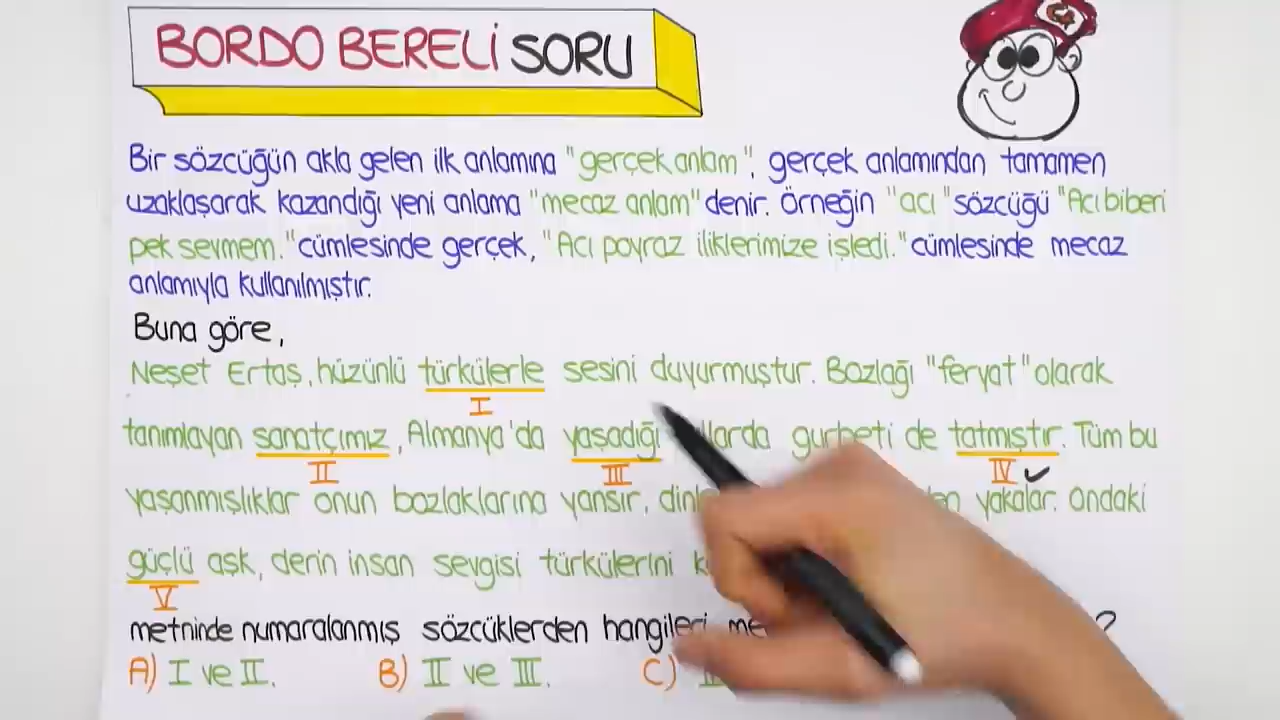 BORDO BERELİ SORU
Bir sözcüğün akla gelen ilk anlamına "gerçek anlam", gerçek anlamından tamamen
uzaklaşarak kazandığı yeni anlama "mecaz anlam" denir. Örneğin "acı" sözcüğü "Acı biberi
pek sevmem." cümlesinde gerçek, "Acı poyraz iliklerimize işledi." cümlesinde mecaz
anlamıyla kullanılmıştır.
Buna göre,
Neşet Ertaş, hüzünlü türkülerle sesini duyurmuştur. Bozlağı "feryat" olarak
I
tanımlayan sanatçımız, Almanya'da yaşadığı gurbeti de tatmıştır. Tüm bu
II III IV
yaşanmışlıklar onun bozlaklarına yansır, yakalar. Ondaki
güçlü aşk, derin insan sevgisi türkülerini
V
metninde numaralanmış sözcüklerden hangileri ?
A) I ve II. B) II ve III. C)